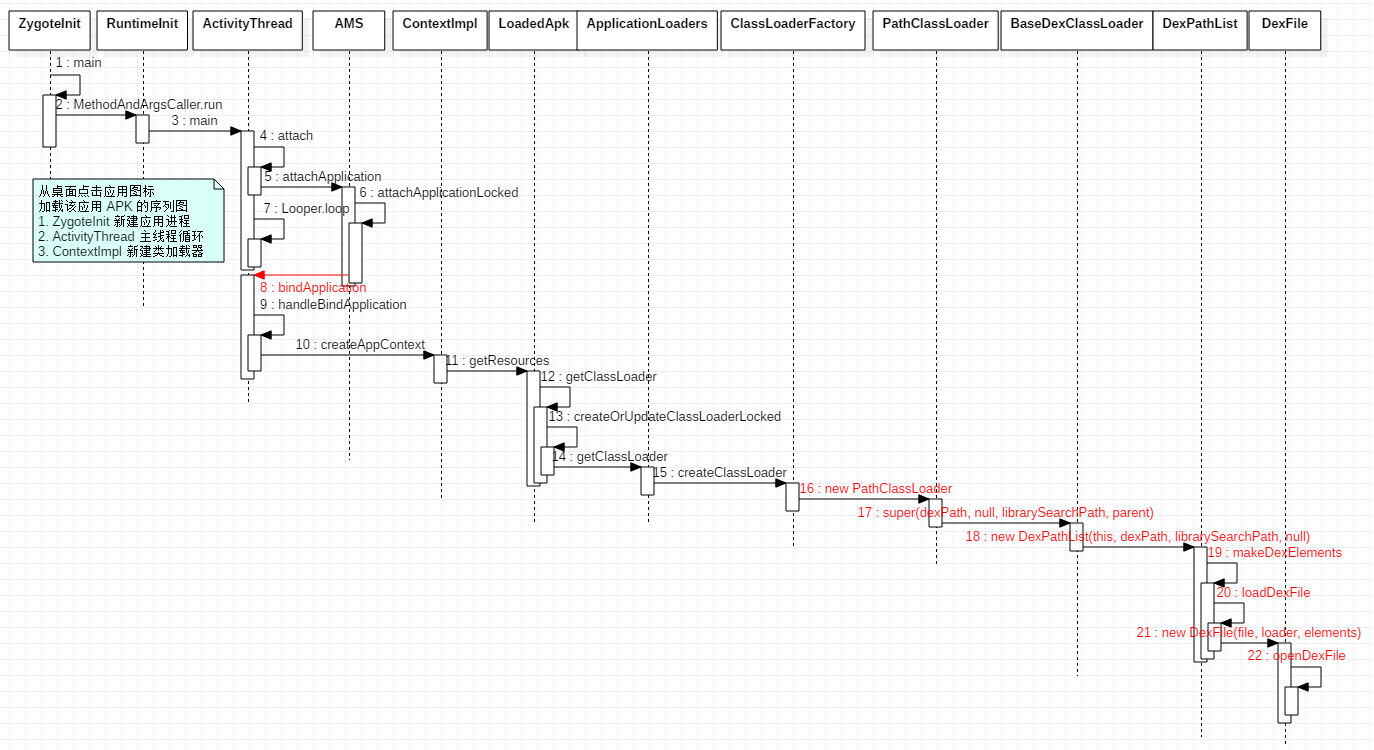 ZygoteInit
RuntimeInit
ActivityThread
AMS
ContextImpl
LoadedApk
ApplicationLoaders
ClassLoaderFactory
PathClassLoader
BaseDexClassLoader
DexPathList
DexFile
1 : main
2 : MethodAndArgsCaller.run
3 : main
4 : attach
5 : attachApplication
6 : attachApplicationLocked
7 : Looper.loop
从桌面点击应用图标
加载该应用 APK 的序列图
1. ZygoteInit 新建应用进程
2. ActivityThread 主线程循环
3. ContextImpl 新建类加载器
8 : bindApplication
9 : handleBindApplication
10 : createAppContext
11 : getResources
12 : getClassLoader
13 : createOrUpdateClassLoaderLocked
14 : getClassLoader
15 : createClassLoader
16 : new PathClassLoader
17 : super(dexPath, null, librarySearchPath, parent)
18 : new DexPathList(this, dexPath, librarySearchPath, null)
19 : makeDexElements
20 : loadDexFile
21 : new DexFile(file, loader, elements)
22 : openDexFile